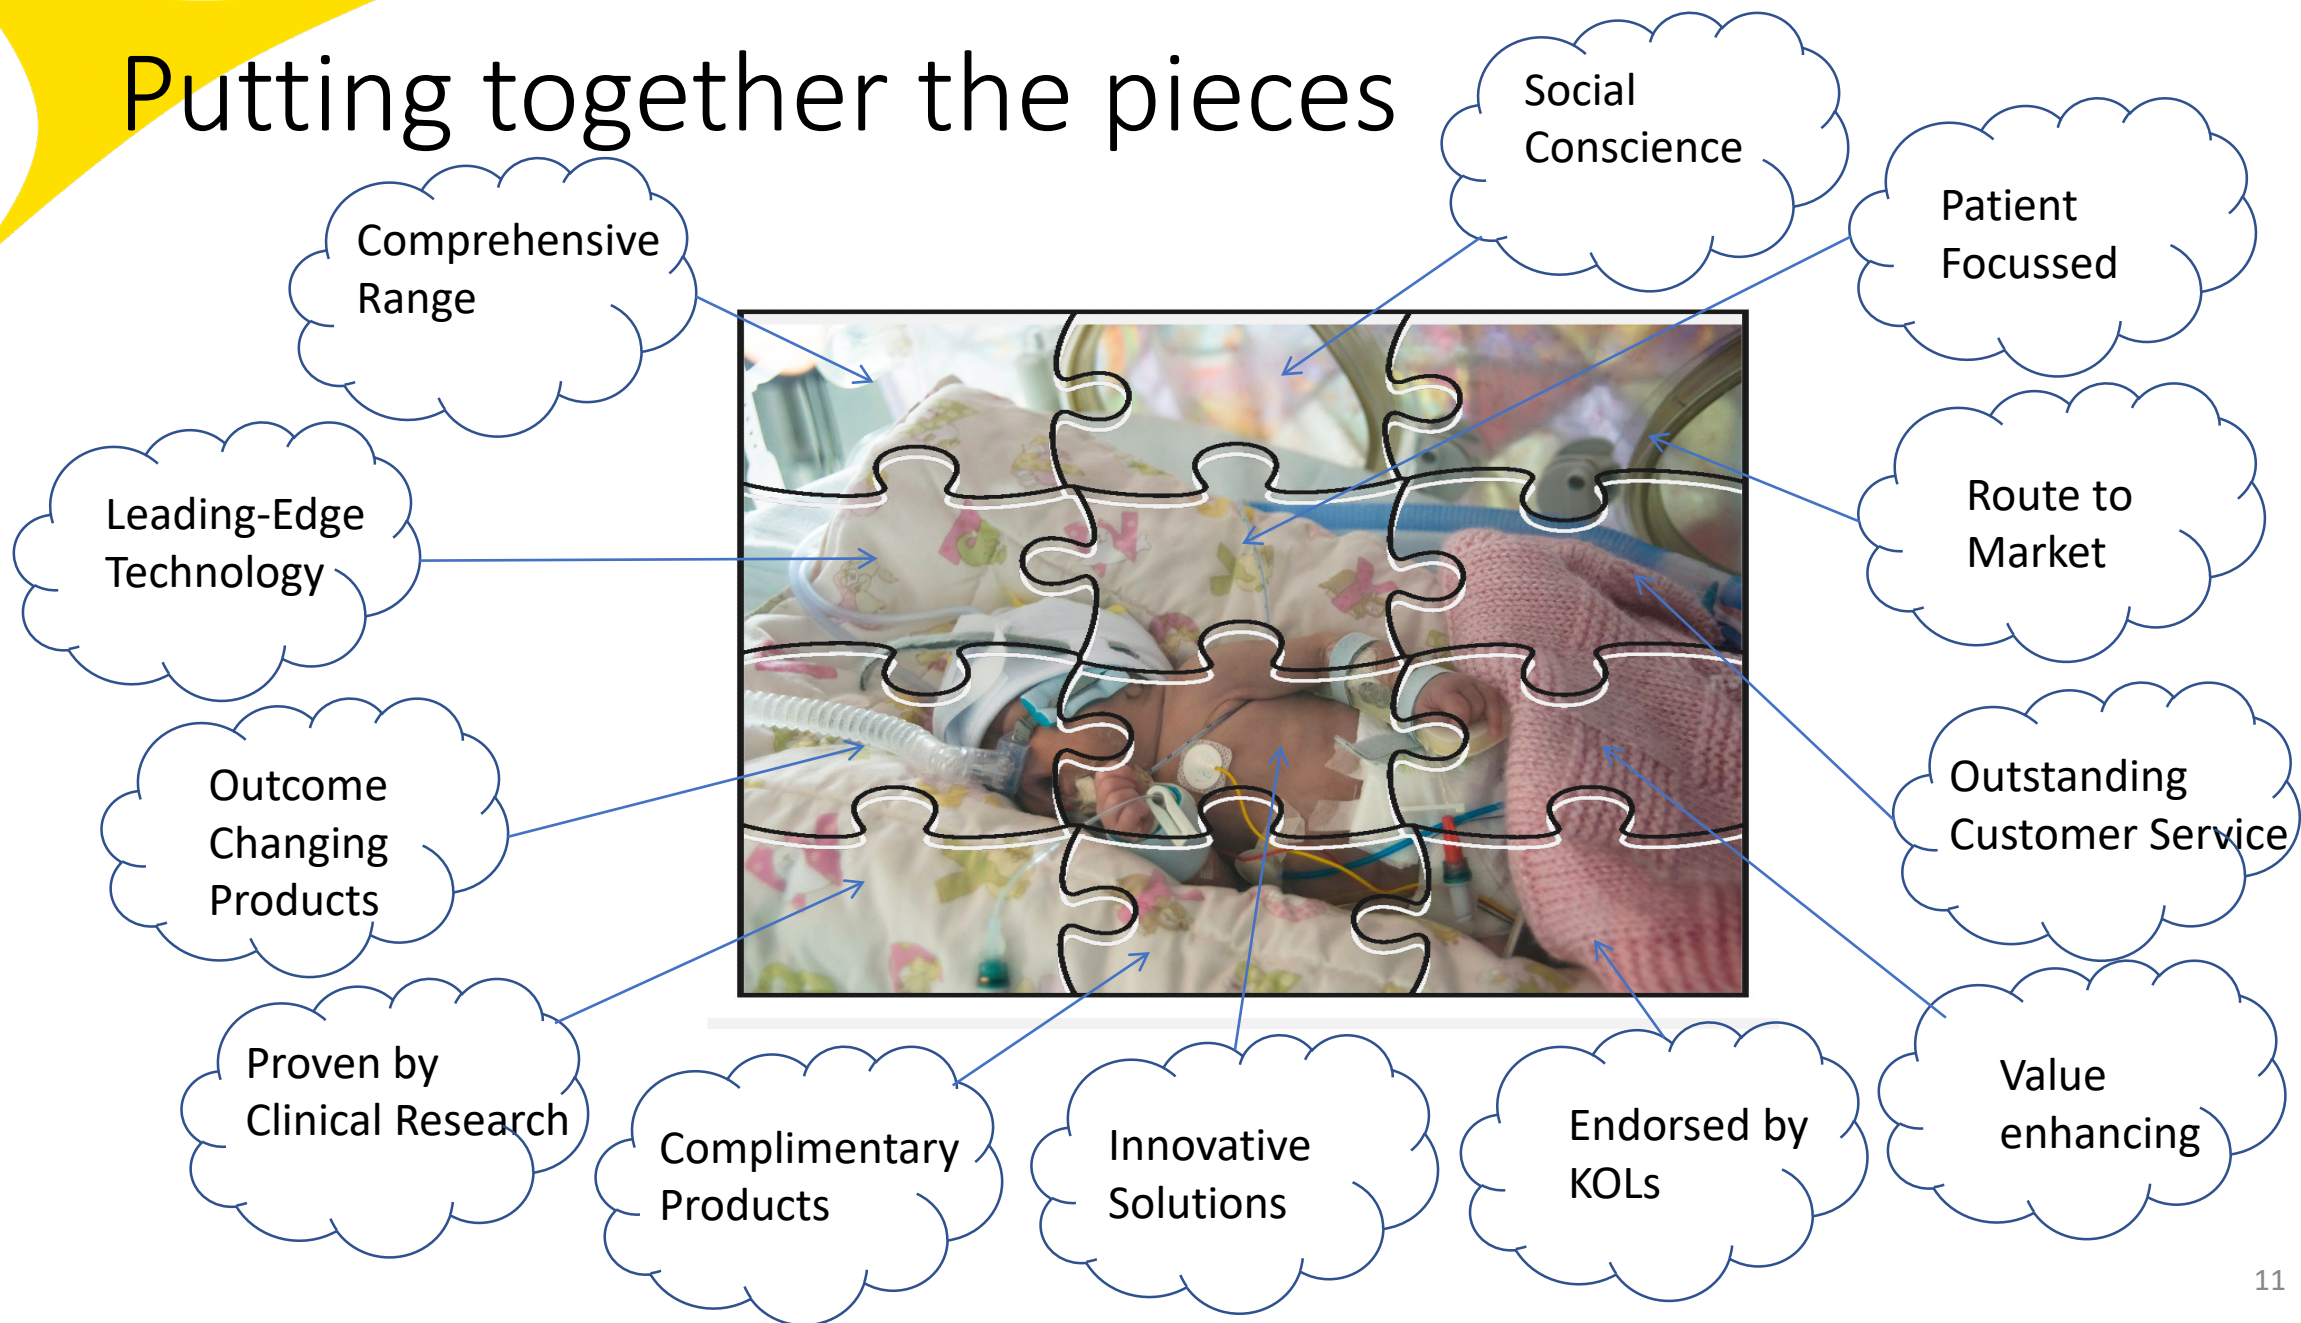 Putting together the pieces
Social
Conscience
Patient
Focussed
Comprehensive
Range
Leading-Edge
Technology
Route to
Market
Outcome
Changing
Products
Outstanding
Customer Service
Proven by
Clinical Research
Complimentary
Products
Innovative
Solutions
Endorsed by
KOLs
Value
enhancing
11